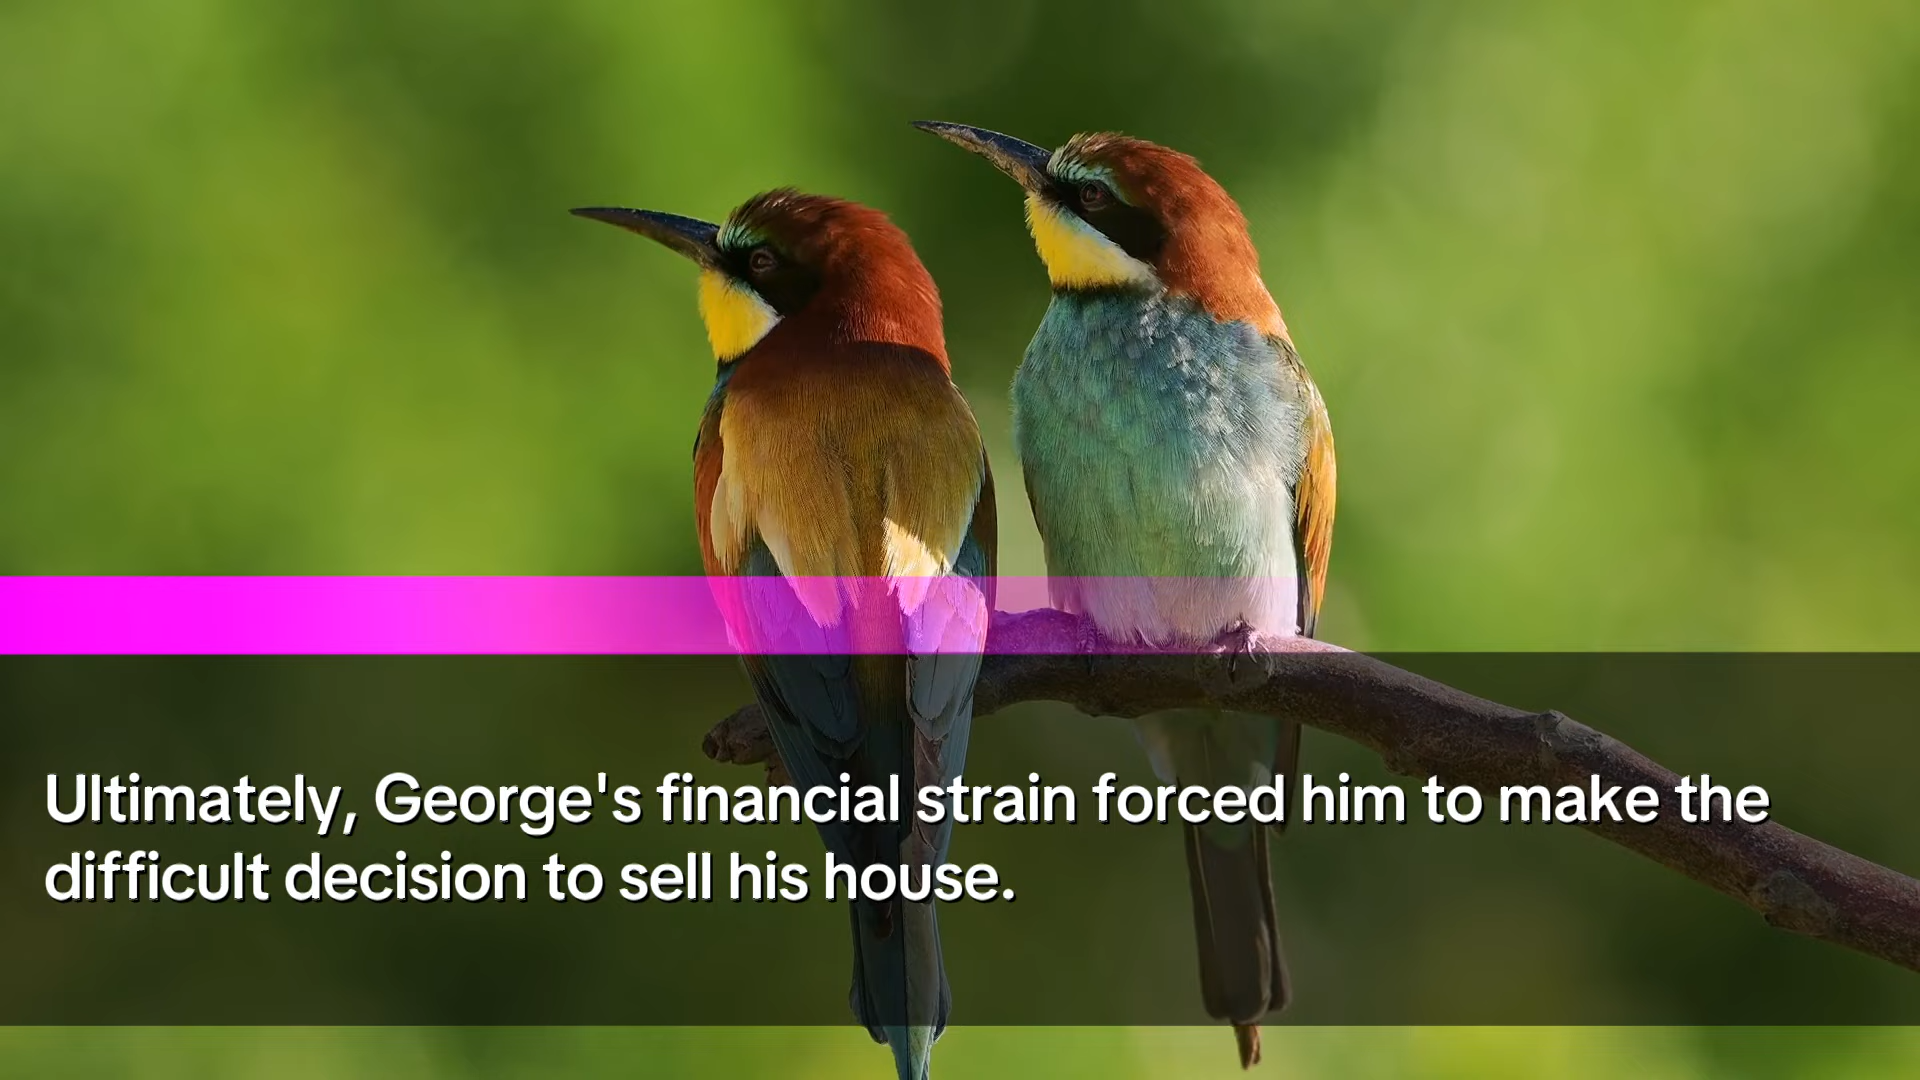 Ultimately, George's financial strain forced him to make the
difficult decision to sell his house.